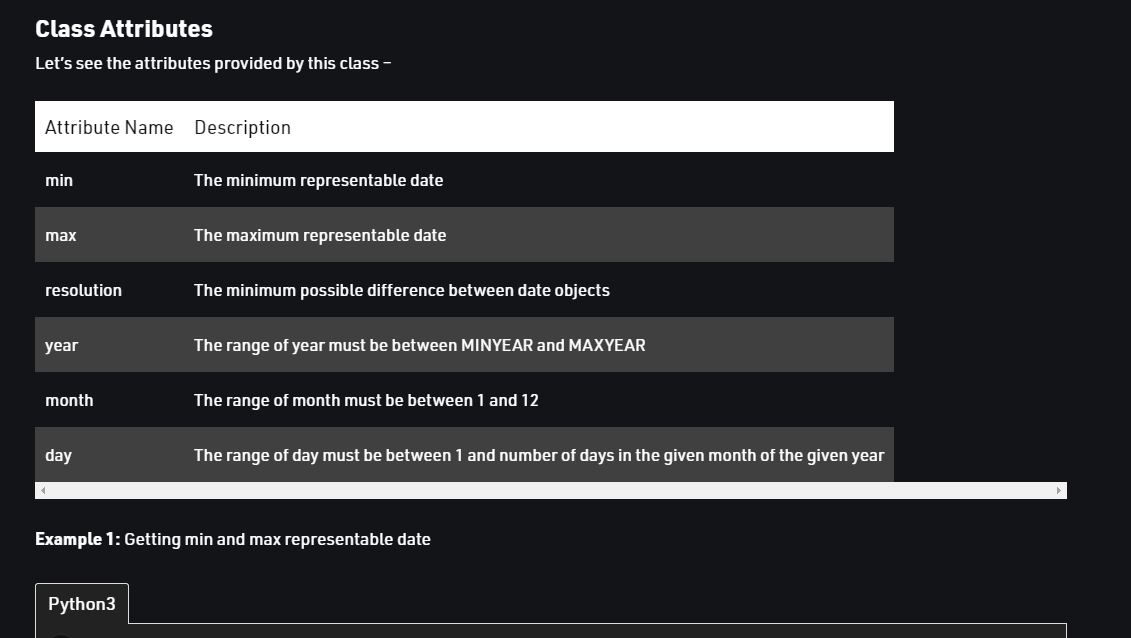 Class Attributes
Let's see the attributes provided by this class –
Attribute Name Description
min The minimum representable date
max The maximum representable date
resolution The minimum possible difference between date objects
year The range of year must be between MINYEAR and MAXYEAR
month The range of month must be between 1 and 12
day The range of day must be between 1 and number of days in the given month of the given year
Example 1: Getting min and max representable date
Python3